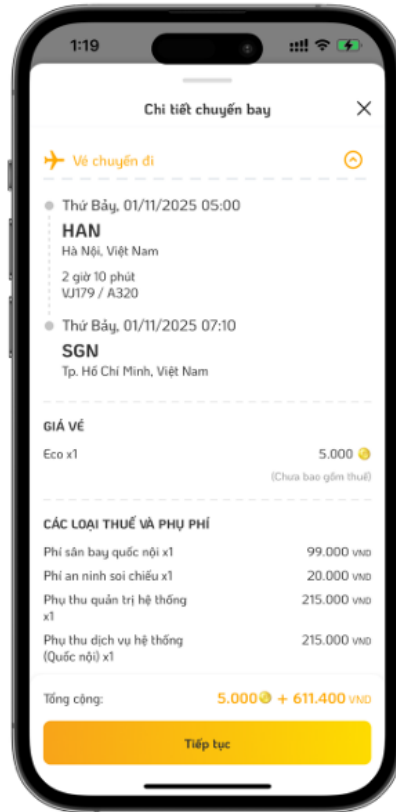 1:19
Chi tiết chuyến bay
Vé chuyến đi
Thứ Bảy, 01/11/2025 05:00
HAN
Hà Nội, Việt Nam
2 giờ 10 phút
VJ179 / A320
Thứ Bảy, 01/11/2025 07:10
SGN
Tp. Hồ Chí Minh, Việt Nam
GIÁ VÉ
Eco x1 5.000
(Chưa bao gồm thuế)
CÁC LOẠI THUẾ VÀ PHỤ PHÍ
Phí sân bay quốc nội x1 99.000 VND
Phí an ninh soi chiếu x1 20.000 VND
Phụ thu quản trị hệ thống 215.000 VND
x1
Phụ thu dịch vụ hệ thống 215.000 VND
(Quốc nội) x1
Tổng cộng: 5.000 + 611.400 VND
Tiếp tục